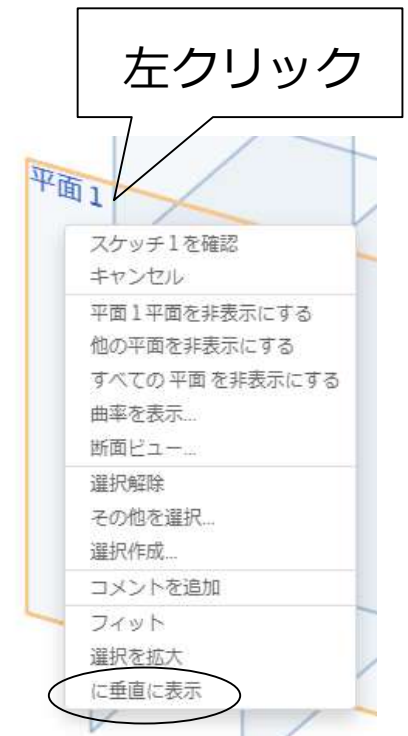 左クリック
平面 1
スケッチ 1 を確認
キャンセル
平面 1 平面を非表示にする
他の平面を非表示にする
すべての 平面 を非表示にする
曲率を表示...
断面ビュー...
選択解除
その他を選択...
選択作成...
コメントを追加
フィット
選択を拡大
に垂直に表示